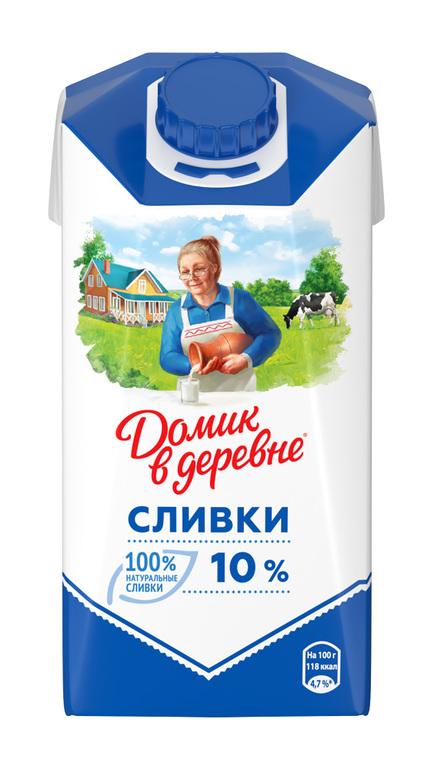 Домик
в деревне®
СЛИВКИ
100%
НАТУРАЛЬНЫЕ
СЛИВКИ
10 %
На 100 г
118 ккал
4,7%*